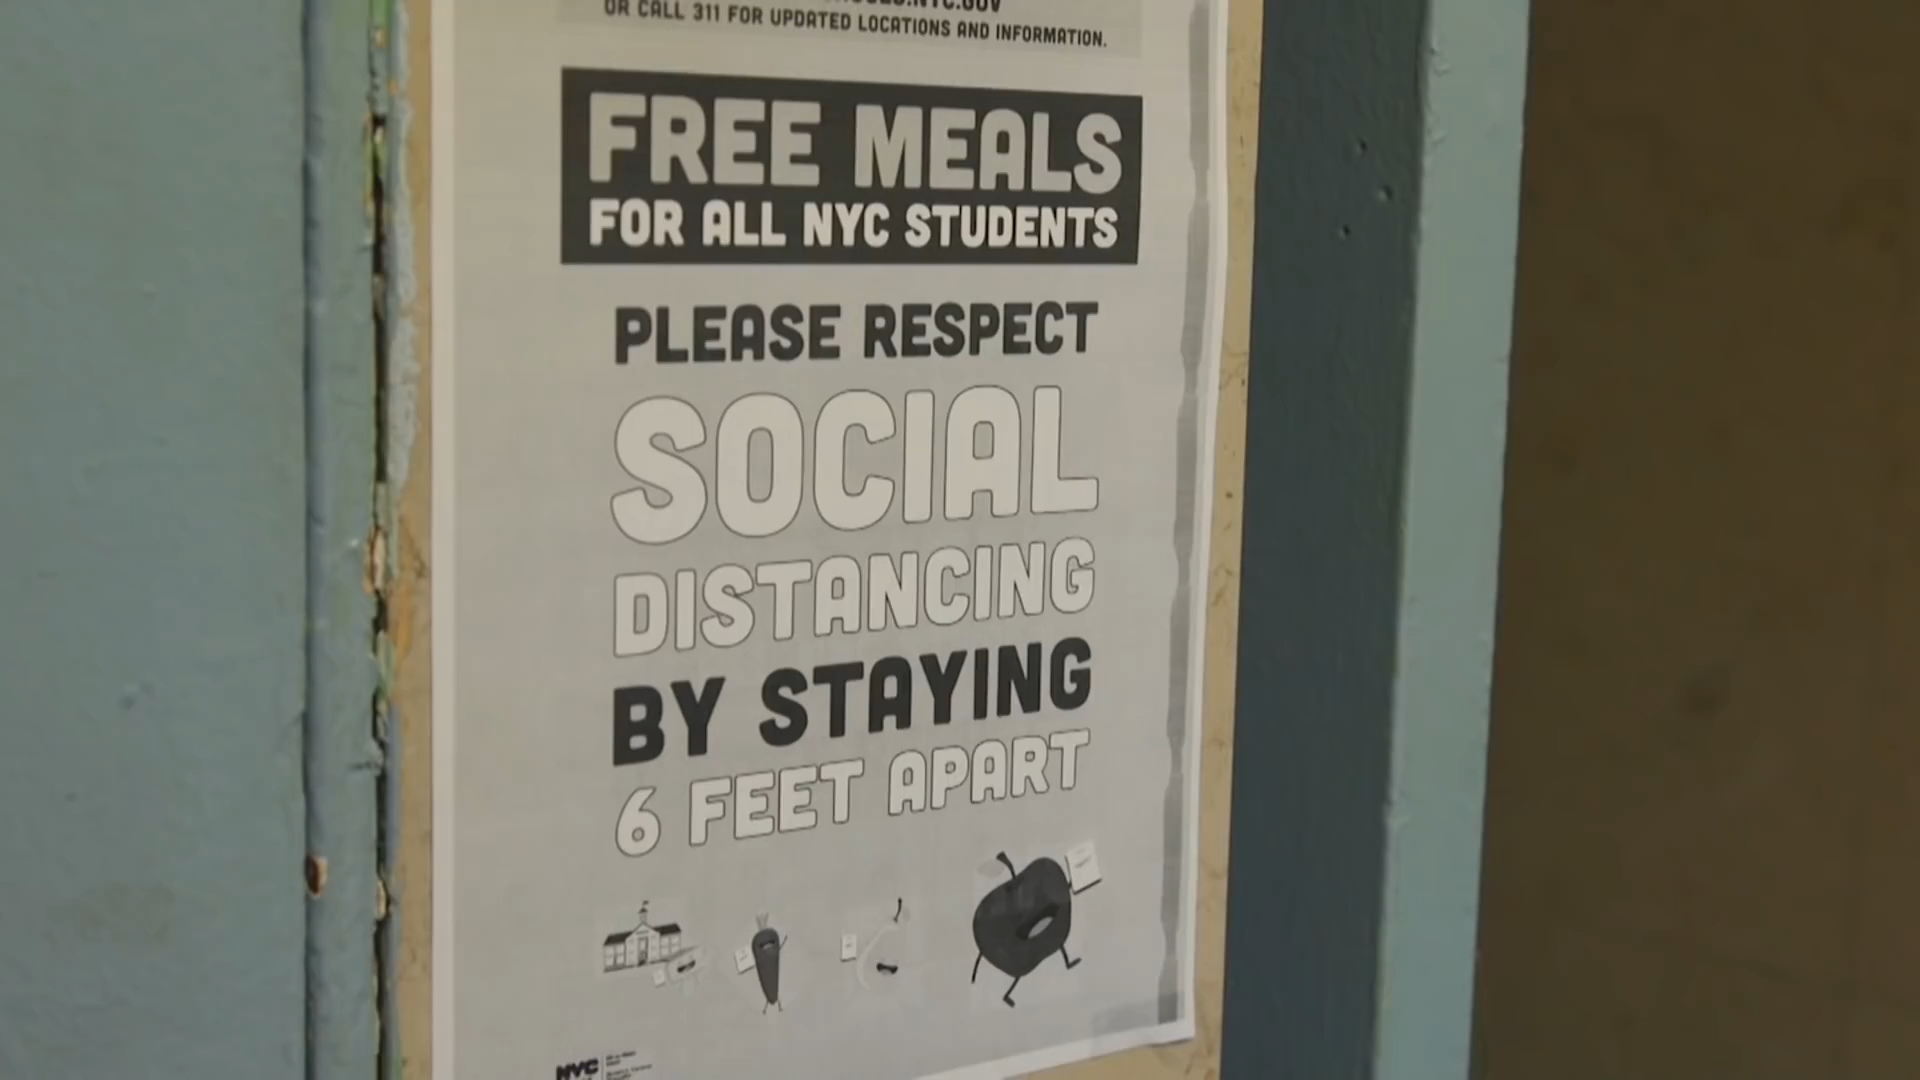 OR CALL 311 FOR UPDATED LOCATIONS AND INFORMATION.
FREE MEALS
FOR ALL NYC STUDENTS
PLEASE RESPECT
SOCIAL
DISTANCING
BY STAYING
6 FEET APART
NYC